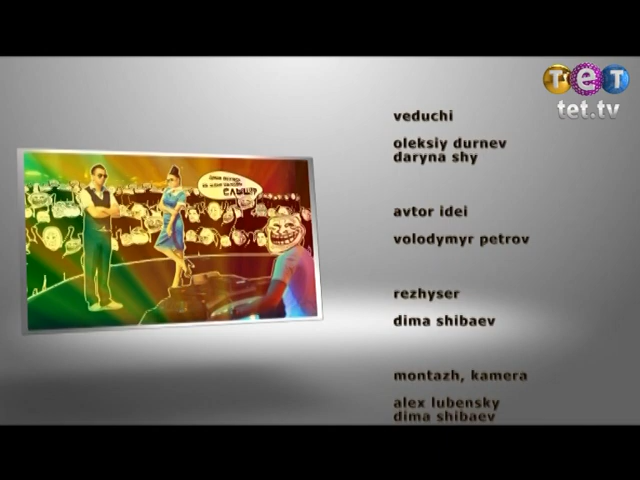 тет
tet.tv
veduchi
oleksiy durnev
daryna shy
avtor idei
volodymyr petrov
rezhyser
dima shibaev
montazh, kamera
alex lubensky
dima shibaev